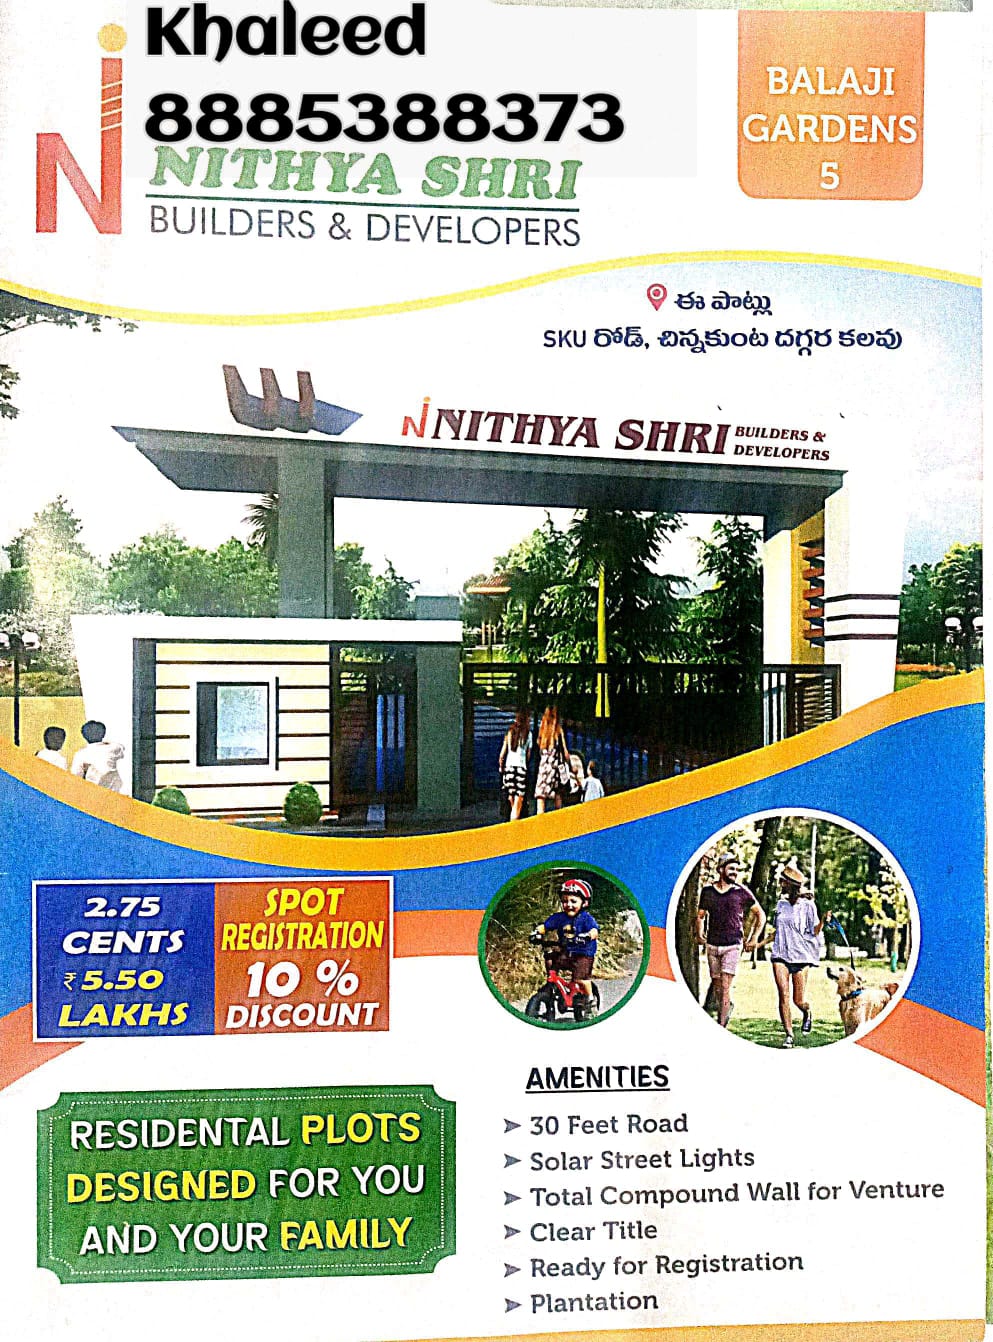 Khaleed
8885388373
NITHYA SHRI
BUILDERS & DEVELOPERS
BALAJI
GARDENS
5
ఈ పాట్లు
SKU రోడ్, చిన్నకుంట దగ్గర కలవు
NITHYA SHRI BUILDERS &
DEVELOPERS
2.75
CENTS
₹ 5.50
LAKHS
SPOT
REGISTRATION
10 %
DISCOUNT
RESIDENTAL PLOTS
DESIGNED FOR YOU
AND YOUR FAMILY
AMENITIES
➤ 30 Feet Road
➤ Solar Street Lights
➤ Total Compound Wall for Venture
➤ Clear Title
➤ Ready for Registration
➤ Plantation